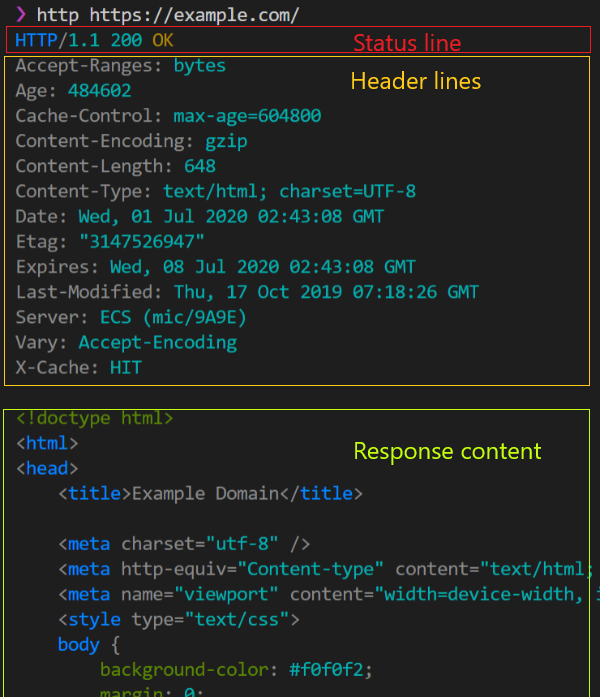 ❯ http https://example.com/
HTTP/1.1 200 OK
Status line
Accept-Ranges: bytes
Header lines
Age: 484602
Cache-Control: max-age=604800
Content-Encoding: gzip
Content-Length: 648
Content-Type: text/html; charset=UTF-8
Date: Wed, 01 Jul 2020 02:43:08 GMT
Etag: "3147526947"
Expires: Wed, 08 Jul 2020 02:43:08 GMT
Last-Modified: Thu, 17 Oct 2019 07:18:26 GMT
Server: ECS (mic/9A9E)
Vary: Accept-Encoding
X-Cache: HIT
<!doctype html>
<html>
Response content
<head>
    <title>Example Domain</title>
    <meta charset="utf-8" />
    <meta http-equiv="Content-type" content="text/html;
    <meta name="viewport" content="width=device-width,
    <style type="text/css">
    body {
        background-color: #f0f0f2;
        margin: 0;